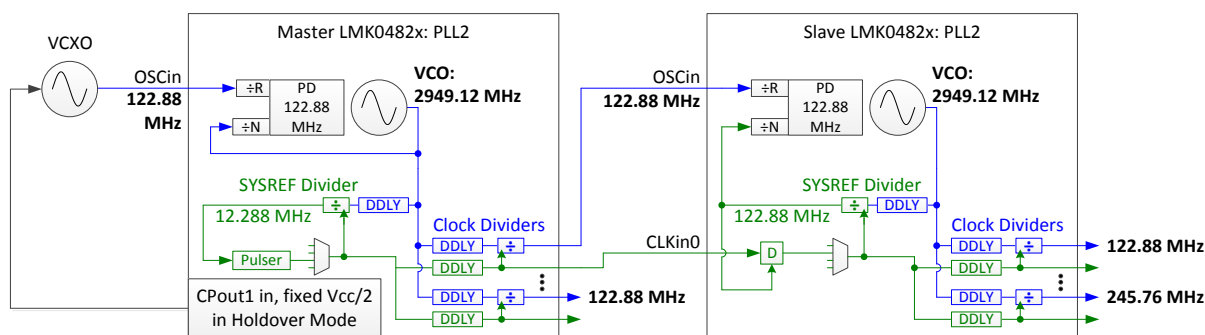 Master LMK0482x: PLL2
Slave LMK0482x: PLL2
VCXO
OSCin
122.88
MHz
÷R
÷N
PD
122.88
MHz
VCO:
2949.12 MHz
SYSREF Divider
12.288 MHz
÷
DDLY
Clock Dividers
DDLY
÷
DDLY
Pulser
DDLY
÷
122.88 MHz
DDLY
CPout1 in, fixed Vcc/2
in Holdover Mode
OSCin
122.88 MHz
CLKin0
÷R
÷N
PD
122.88
MHz
VCO:
2949.12 MHz
SYSREF Divider
122.88 MHz
÷
DDLY
D
Clock Dividers
DDLY
÷
122.88 MHz
DDLY
DDLY
÷
245.76 MHz
DDLY